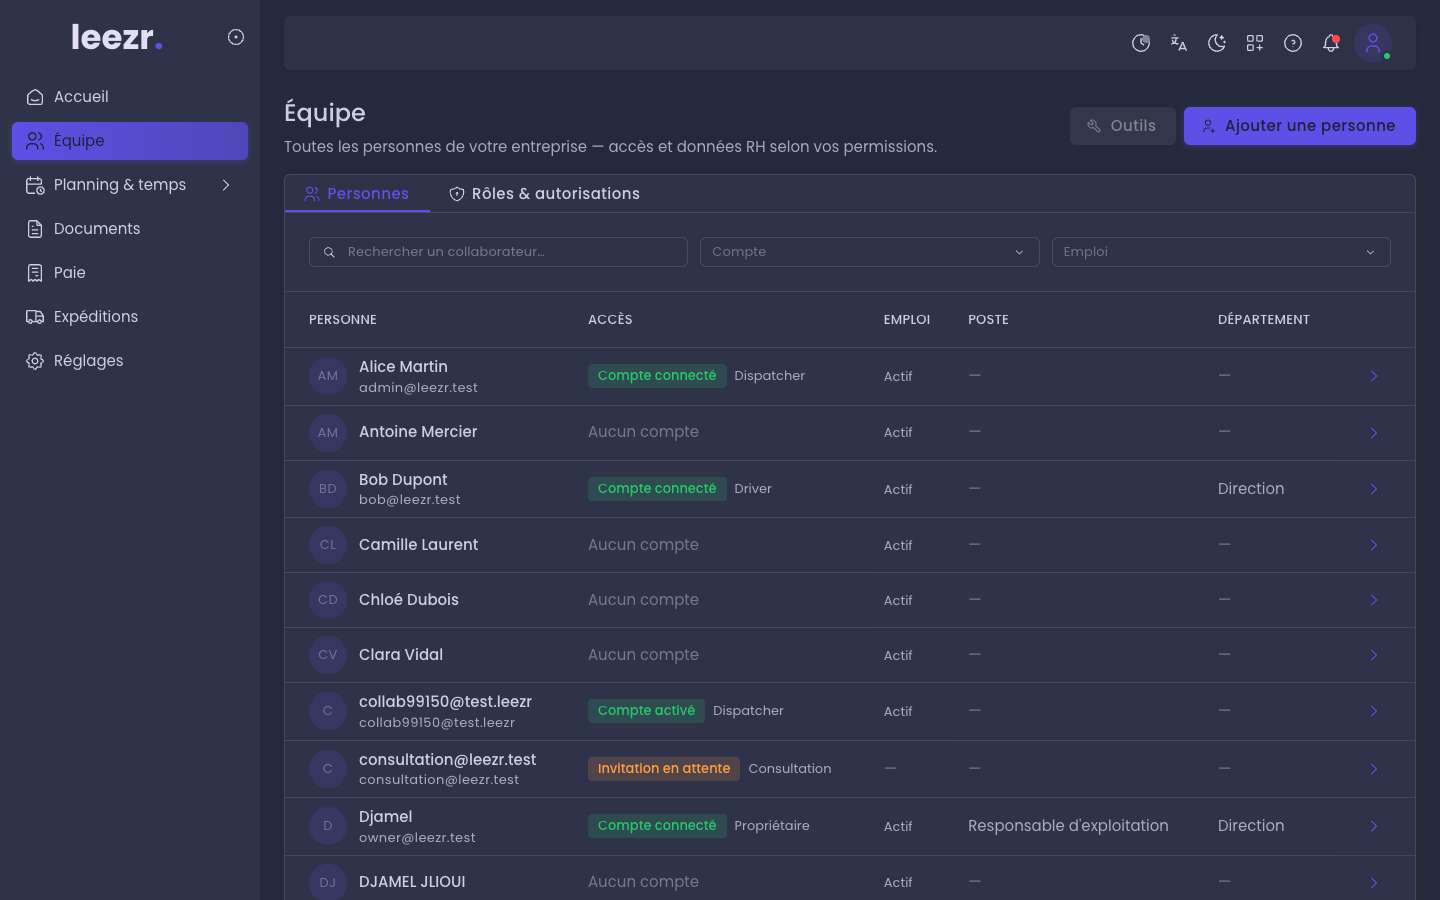 leezr.
Accueil
Équipe
Planning & temps
Documents
Paie
Expéditions
Réglages
Équipe
Toutes les personnes de votre entreprise — accès et données RH selon vos permissions.
Outils
Ajouter une personne
Personnes
Rôles & autorisations
Rechercher un collaborateur...
Compte
Emploi
PERSONNE ACCÈS EMPLOI POSTE DÉPARTEMENT
AM Alice Martin Compte connecté Dispatcher Actif — —
admin@leezr.test
AM Antoine Mercier Aucun compte Actif — —
BD Bob Dupont Compte connecté Driver Actif — Direction
bob@leezr.test
CL Camille Laurent Aucun compte Actif — —
CD Chloé Dubois Aucun compte Actif — —
CV Clara Vidal Aucun compte Actif — —
C collab99150@test.leezr Compte activé Dispatcher Actif — —
collab99150@test.leezr
C consultation@leezr.test Invitation en attente Consultation — — —
consultation@leezr.test
D Djamel Compte connecté Propriétaire Actif Responsable d'exploitation Direction
owner@leezr.test
DJ DJAMEL JLIOUI Aucun compte Actif — —